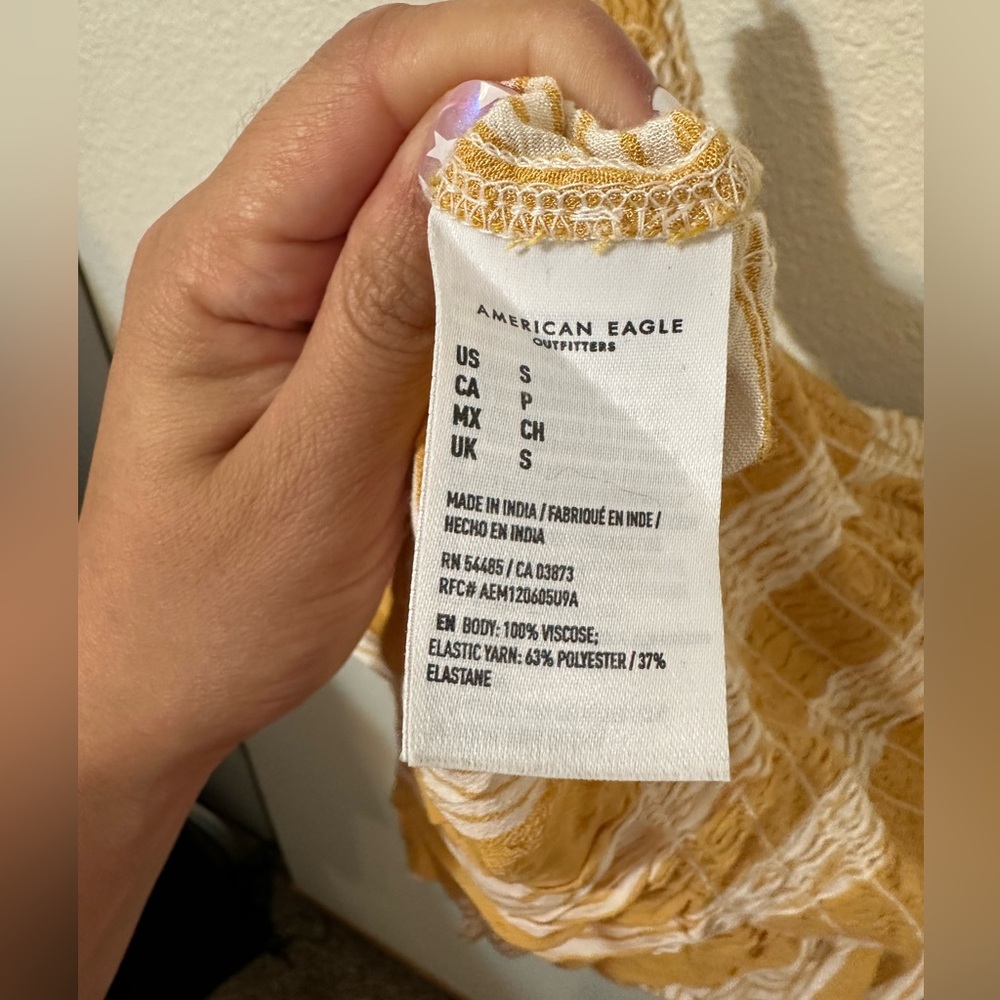 AMERICAN EAGLE
OUTFITTERS
US S
CA P
MX CH
UK S
MADE IN INDIA / FABRIQUÉ EN INDE /
HECHO EN INDIA
RN 54485 / CA 03873
RFC# AEM120605U9A
EN BODY: 100% VISCOSE;
ELASTIC YARN: 63% POLYESTER / 37%
ELASTANE